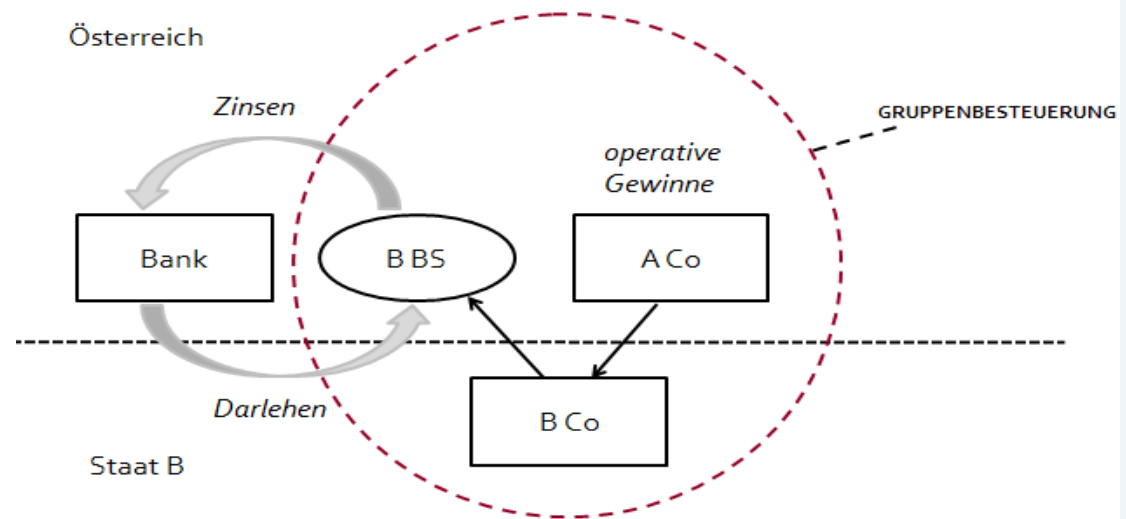 Österreich
Zinsen
GRUPPENBESTEUERUNG
operative
Gewinne
Bank
B BS
A Co
Darlehen
B Co
Staat B